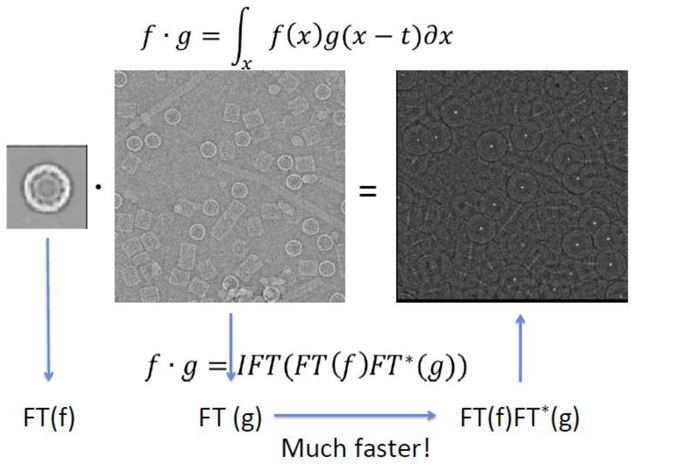 f · g = ∫ₓ f(x)g(x − t)∂x
· =
f · g = IFT(FT(f)FT*(g))
FT(f) FT (g) FT(f)FT*(g)
Much faster!